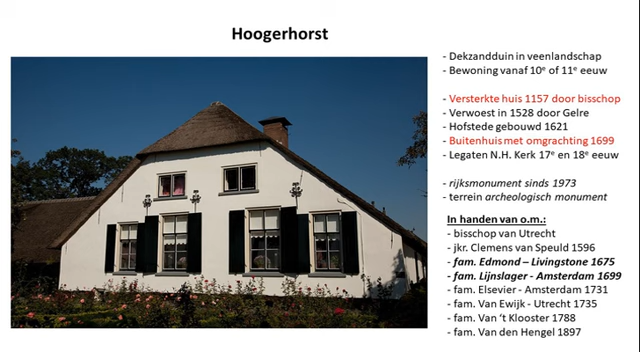 Hoogerhorst
- Dekzandduin in veenlandschap
- Bewoning vanaf 10e of 11e eeuw
- Versterkte huis 1157 door bisschop
- Verwoest in 1528 door Gelre
- Hofstede gebouwd 1621
- Buitenhuis met omgrachting 1699
- Legaten N.H. Kerk 17e en 18e eeuw
- rijksmonument sinds 1973
- terrein archeologisch monument
In handen van o.m.:
- bisschop van Utrecht
- jkr. Clemens van Speuld 1596
- fam. Edmond – Livingstone 1675
- fam. Lijnslager - Amsterdam 1699
- fam. Elsevier - Amsterdam 1731
- fam. Van Ewijk - Utrecht 1735
- fam. Van ‘t Klooster 1788
- fam. Van den Hengel 1897